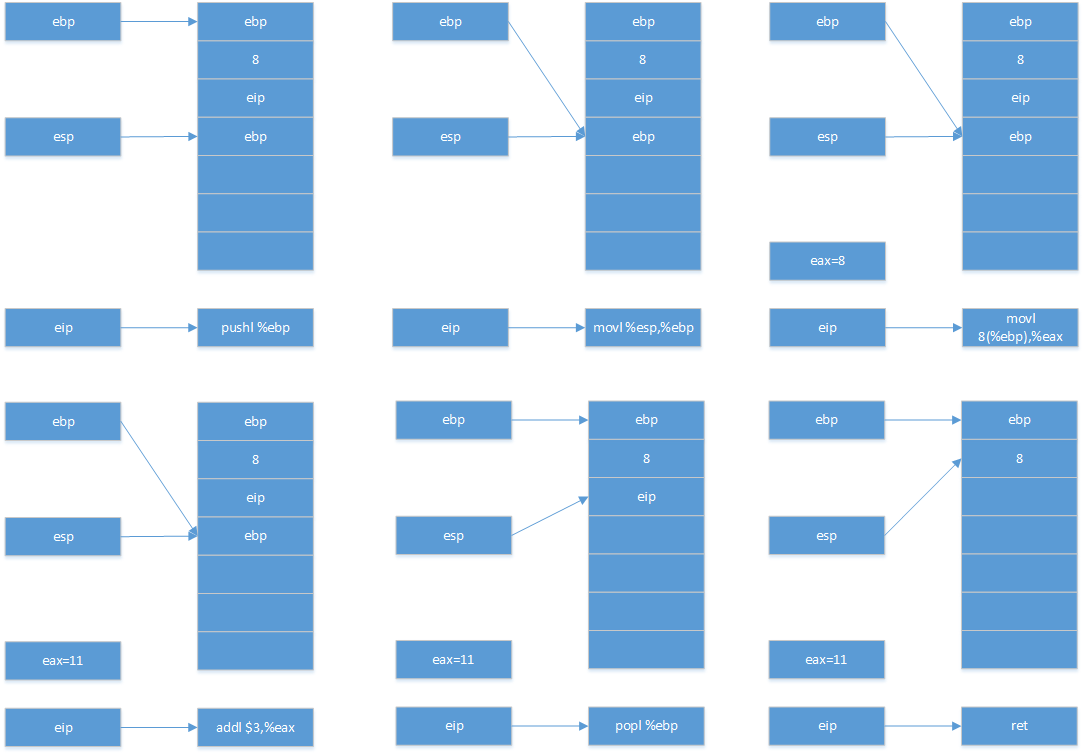 ebp
ebp
8
eip
esp
ebp
eip
pushl %ebp
ebp
ebp
8
eip
esp
ebp
eip
movl %esp,%ebp
ebp
ebp
8
eip
esp
ebp
eax=8
eip
movl
8(%ebp),%eax
ebp
ebp
8
eip
esp
ebp
eax=11
eip
addl $3,%eax
ebp
ebp
8
eip
esp
eax=11
eip
popl %ebp
ebp
ebp
8
esp
eax=11
eip
ret